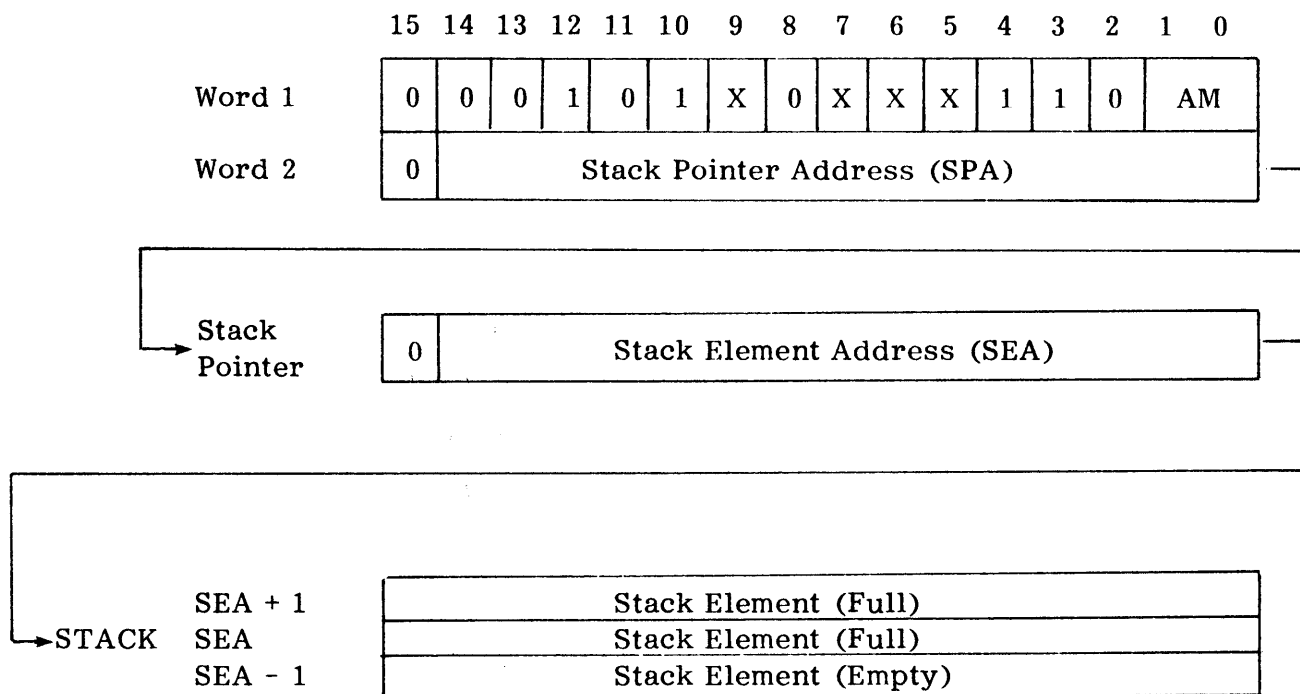 15 14 13 12 11 10 9 8 7 6 5 4 3 2 1 0
Word 1 0 0 0 1 0 1 X 0 X X X 1 1 0 AM
Word 2 0 Stack Pointer Address (SPA)
Stack
Pointer
0 Stack Element Address (SEA)
SEA + 1 Stack Element (Full)
STACK SEA Stack Element (Full)
SEA - 1 Stack Element (Empty)